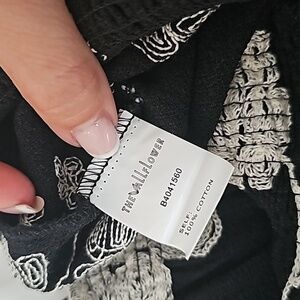 THE WALLFLOWER
B4041560
SELF:
100% COTTON